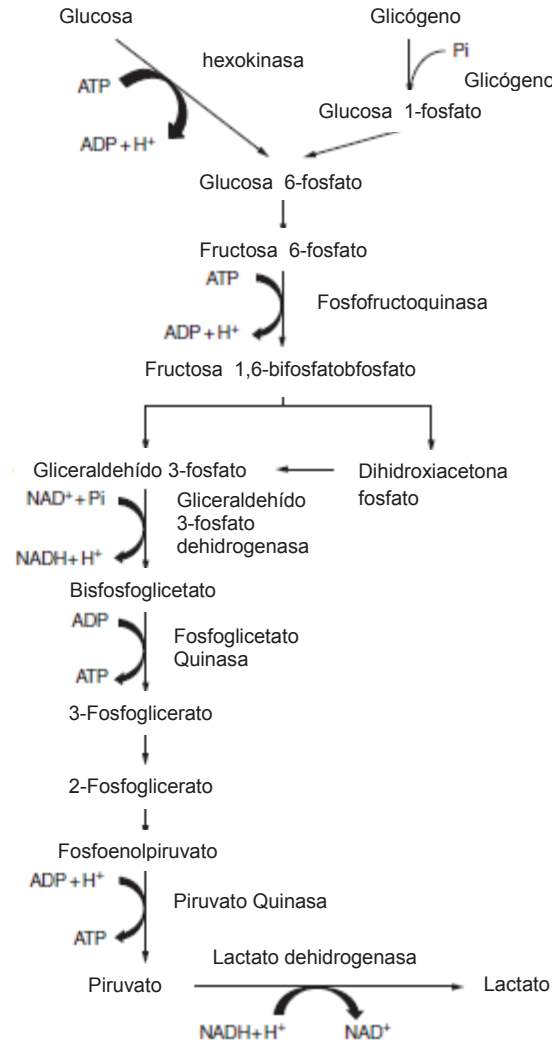 Glucosa
Glicógeno
hexokinasa
Pi
ATP
Glicógeno
Glucosa 1-fosfato
ADP + H⁺
Glucosa 6-fosfato
Fructosa 6-fosfato
ATP
Fosfofructoquinasa
ADP + H⁺
Fructosa 1,6-bifosfatobfosfato
Gliceraldehído 3-fosfato
Dihidroxiacetona
fosfato
NAD⁺ + Pi
Gliceraldehído
3-fosfato
dehidrogenasa
NADH + H⁺
Bisfosfoglicetato
ADP
Fosfoglicetato
Quinasa
ATP
3-Fosfoglicerato
2-Fosfoglicerato
Fosfoenolpiruvato
ADP + H⁺
Piruvato Quinasa
ATP
Lactato dehidrogenasa
Piruvato
Lactato
NADH + H⁺
NAD⁺